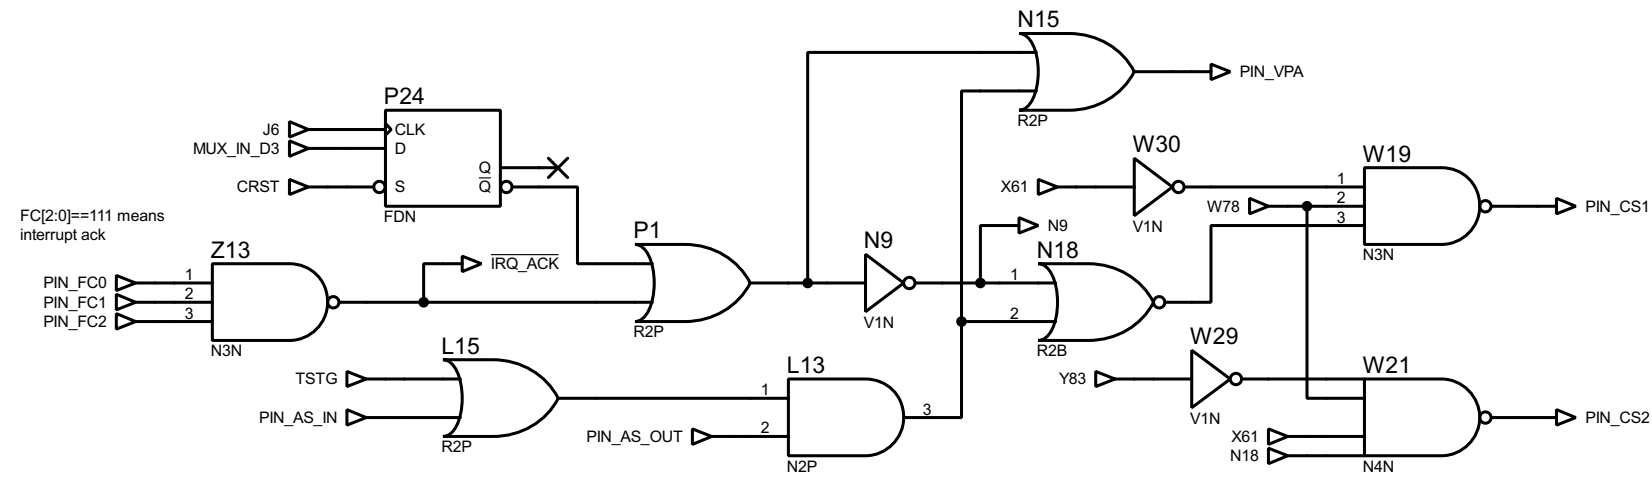 N15
PIN_VPA
R2P
P24
J6
CLK
MUX_IN_D3
D
Q
CRST
S
Q
FDN
W30
X61
V1N
W19
1
W78
2
3
PIN_CS1
N3N
FC[2:0]==111 means
interrupt ack
Z13
PIN_FC0
1
PIN_FC1
2
PIN_FC2
3
N3N
IRQ_ACK
P1
R2P
N9
V1N
N9
N18
1
2
R2B
L15
TSTG
PIN_AS_IN
R2P
L13
1
PIN_AS_OUT
2
3
N2P
W29
Y83
V1N
W21
X61
N18
PIN_CS2
N4N